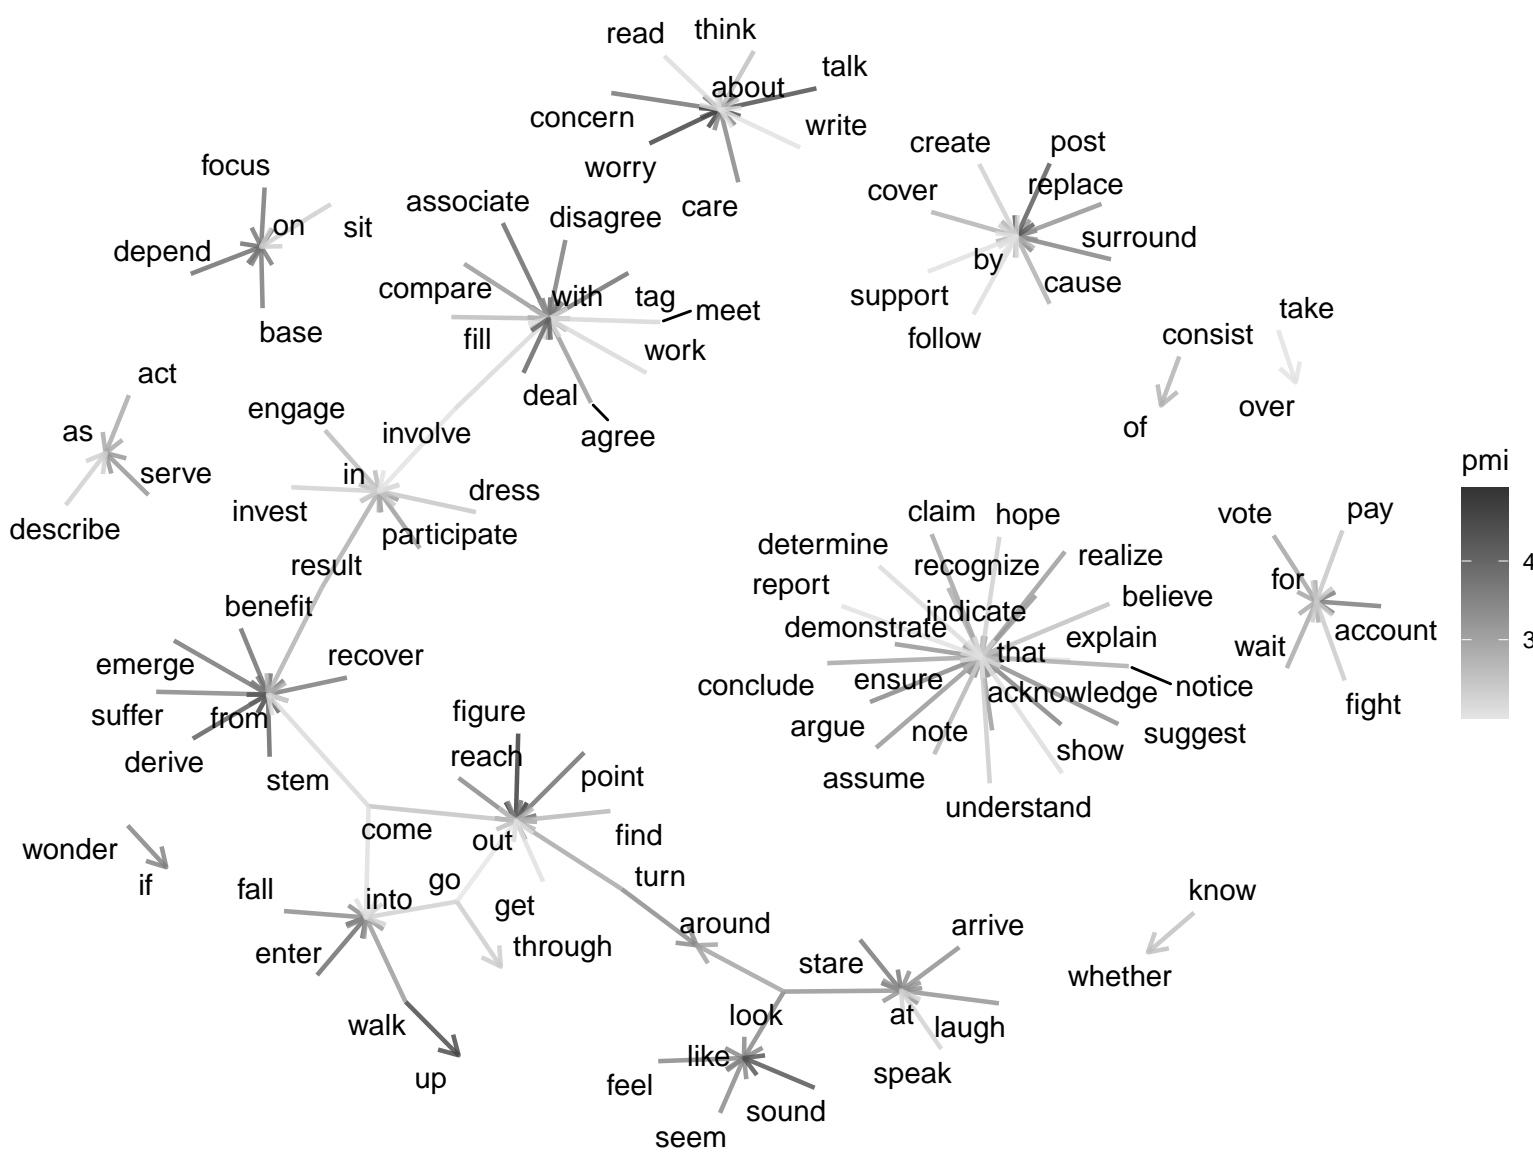 read
think
about
talk
concern
write
worry
care
create
post
cover
replace
surround
by
cause
support
follow
focus
on
sit
depend
base
associate
disagree
compare
with
tag
meet
fill
work
deal
agree
take
consist
over
of
act
as
serve
describe
engage
involve
in
dress
invest
participate
result
benefit
emerge
recover
suffer
from
derive
stem
claim
hope
determine
recognize
realize
report
indicate
believe
demonstrate
explain
that
conclude
ensure
acknowledge
notice
argue
note
show
suggest
assume
understand
vote
pay
for
account
wait
fight
pmi
4
3
figure
reach
point
come
out
find
wonder
if
fall
into
go
get
turn
enter
through
around
walk
up
stare
arrive
look
at
laugh
like
speak
feel
sound
seem
know
whether